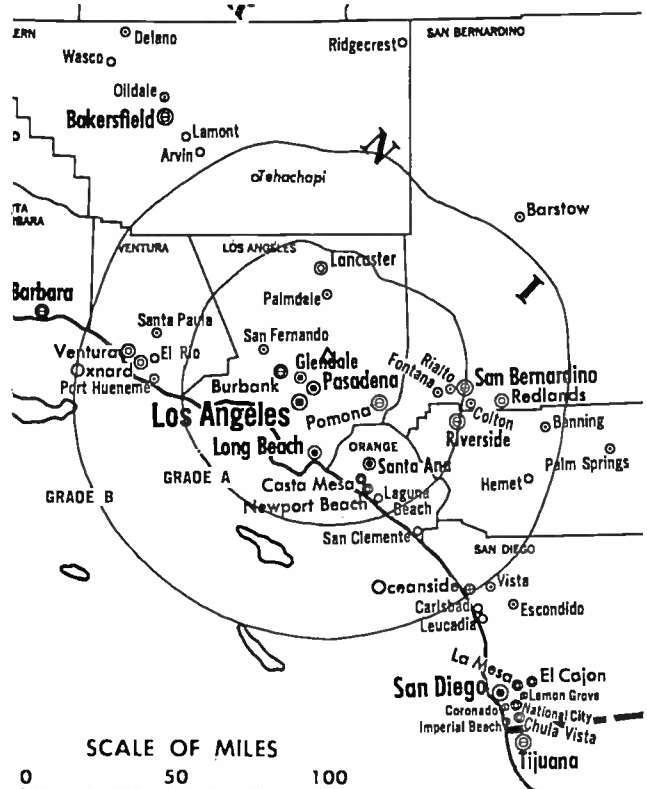 ERN
Delano
SAN BERNARDINO
Ridgecrest
Wasco
Oildale
Bakersfield
Lamont
Arvin
N
Tehachapi
Barstow
VENTURA
LOS ANGELES
Lancaster
I
Barbara
Palmdale
Santa Paula
San Fernando
Ventura
El Rio
Glendale
Oxnard
Port Hueneme
Burbank
Pasadena
Fontana
Rialto
San Bernardino
Redlands
Los Angeles
Pomona
Colton
Banning
Riverside
Long Beach
ORANGE
Palm Springs
GRADE A
Santa Ana
Casta Mesa
Hemet
GRADE B
Newport Beach
Laguna
Beach
San Clemente
SAN DIEGO
Oceanside
Vista
Carlsbad
Escondido
Leucadia
La Mesa
El Cajon
San Diego
Lemon Grove
Coronado
National City
Imperial Beach
Chula Vista
Tijuana
SCALE OF MILES
0 50 100